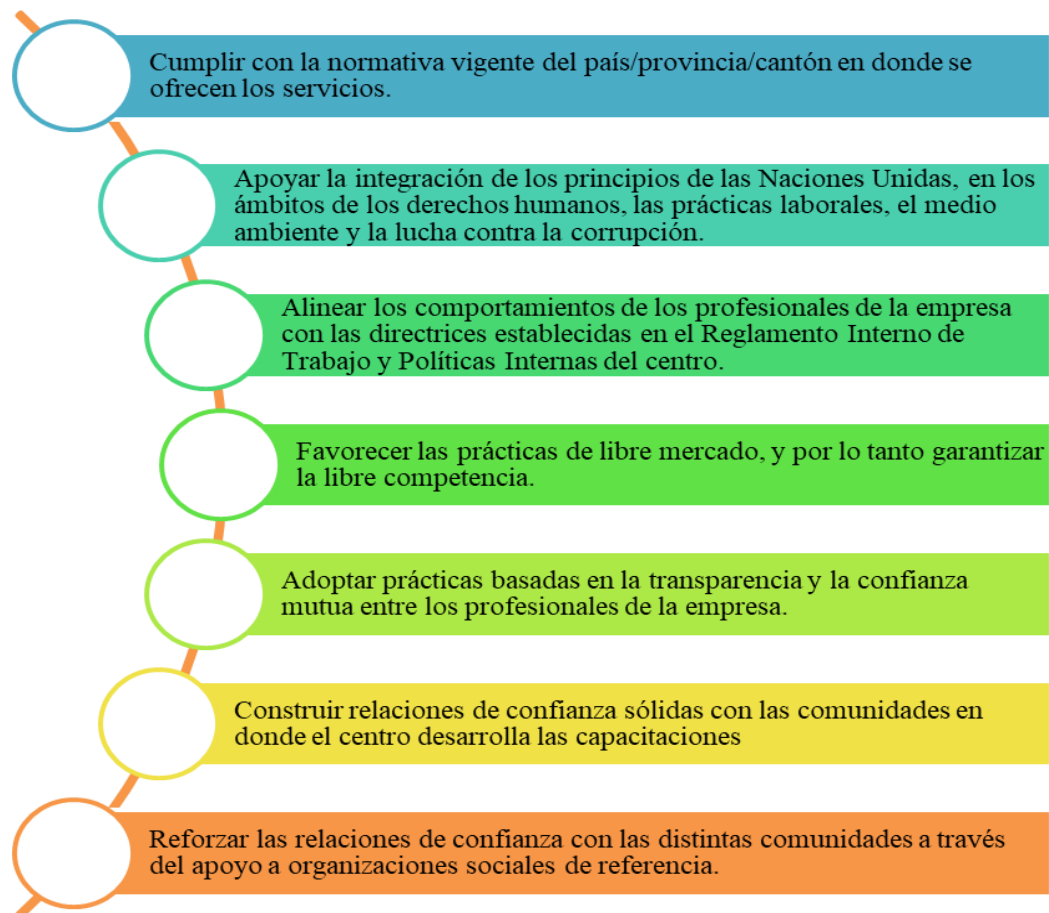 Cumplir con la normativa vigente del país/provincia/cantón en donde se
ofrecen los servicios.
Apoyar la integración de los principios de las Naciones Unidas, en los
ámbitos de los derechos humanos, las prácticas laborales, el medio
ambiente y la lucha contra la corrupción.
Alinear los comportamientos de los profesionales de la empresa
con las directrices establecidas en el Reglamento Interno de
Trabajo y Políticas Internas del centro.
Favorecer las prácticas de libre mercado, y por lo tanto garantizar
la libre competencia.
Adoptar prácticas basadas en la transparencia y la confianza
mutua entre los profesionales de la empresa.
Construir relaciones de confianza sólidas con las comunidades en
donde el centro desarrolla las capacitaciones
Reforzar las relaciones de confianza con las distintas comunidades a través
del apoyo a organizaciones sociales de referencia.